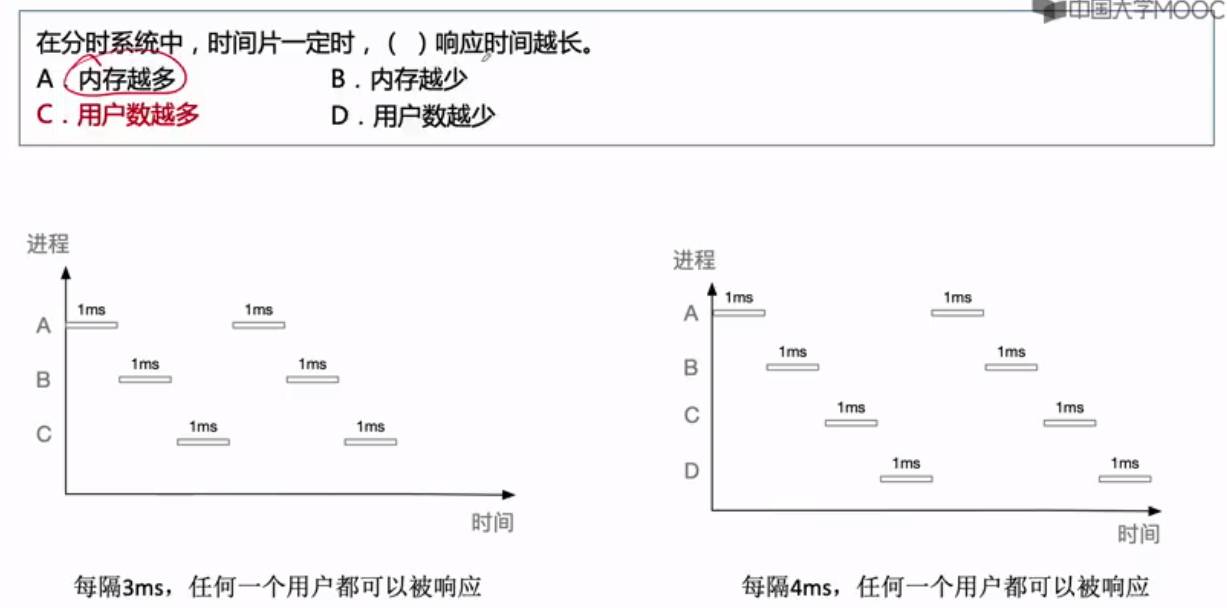 中国大学MOOC
在分时系统中，时间片一定时，（ ）响应时间越长。
A．内存越多 B．内存越少
C．用户数越多 D．用户数越少
进程
1ms 1ms
A
1ms 1ms
B
1ms 1ms
C
时间
每隔3ms，任何一个用户都可以被响应
进程
1ms 1ms
A
1ms 1ms
B
1ms 1ms
C
1ms 1ms
D
时间
每隔4ms，任何一个用户都可以被响应